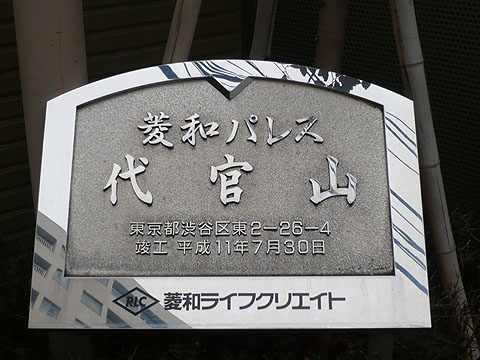 菱和パレス
代官山
東京都渋谷区東2-26-4
竣工 平成11年7月30日
RLC 菱和ライフクリエイト